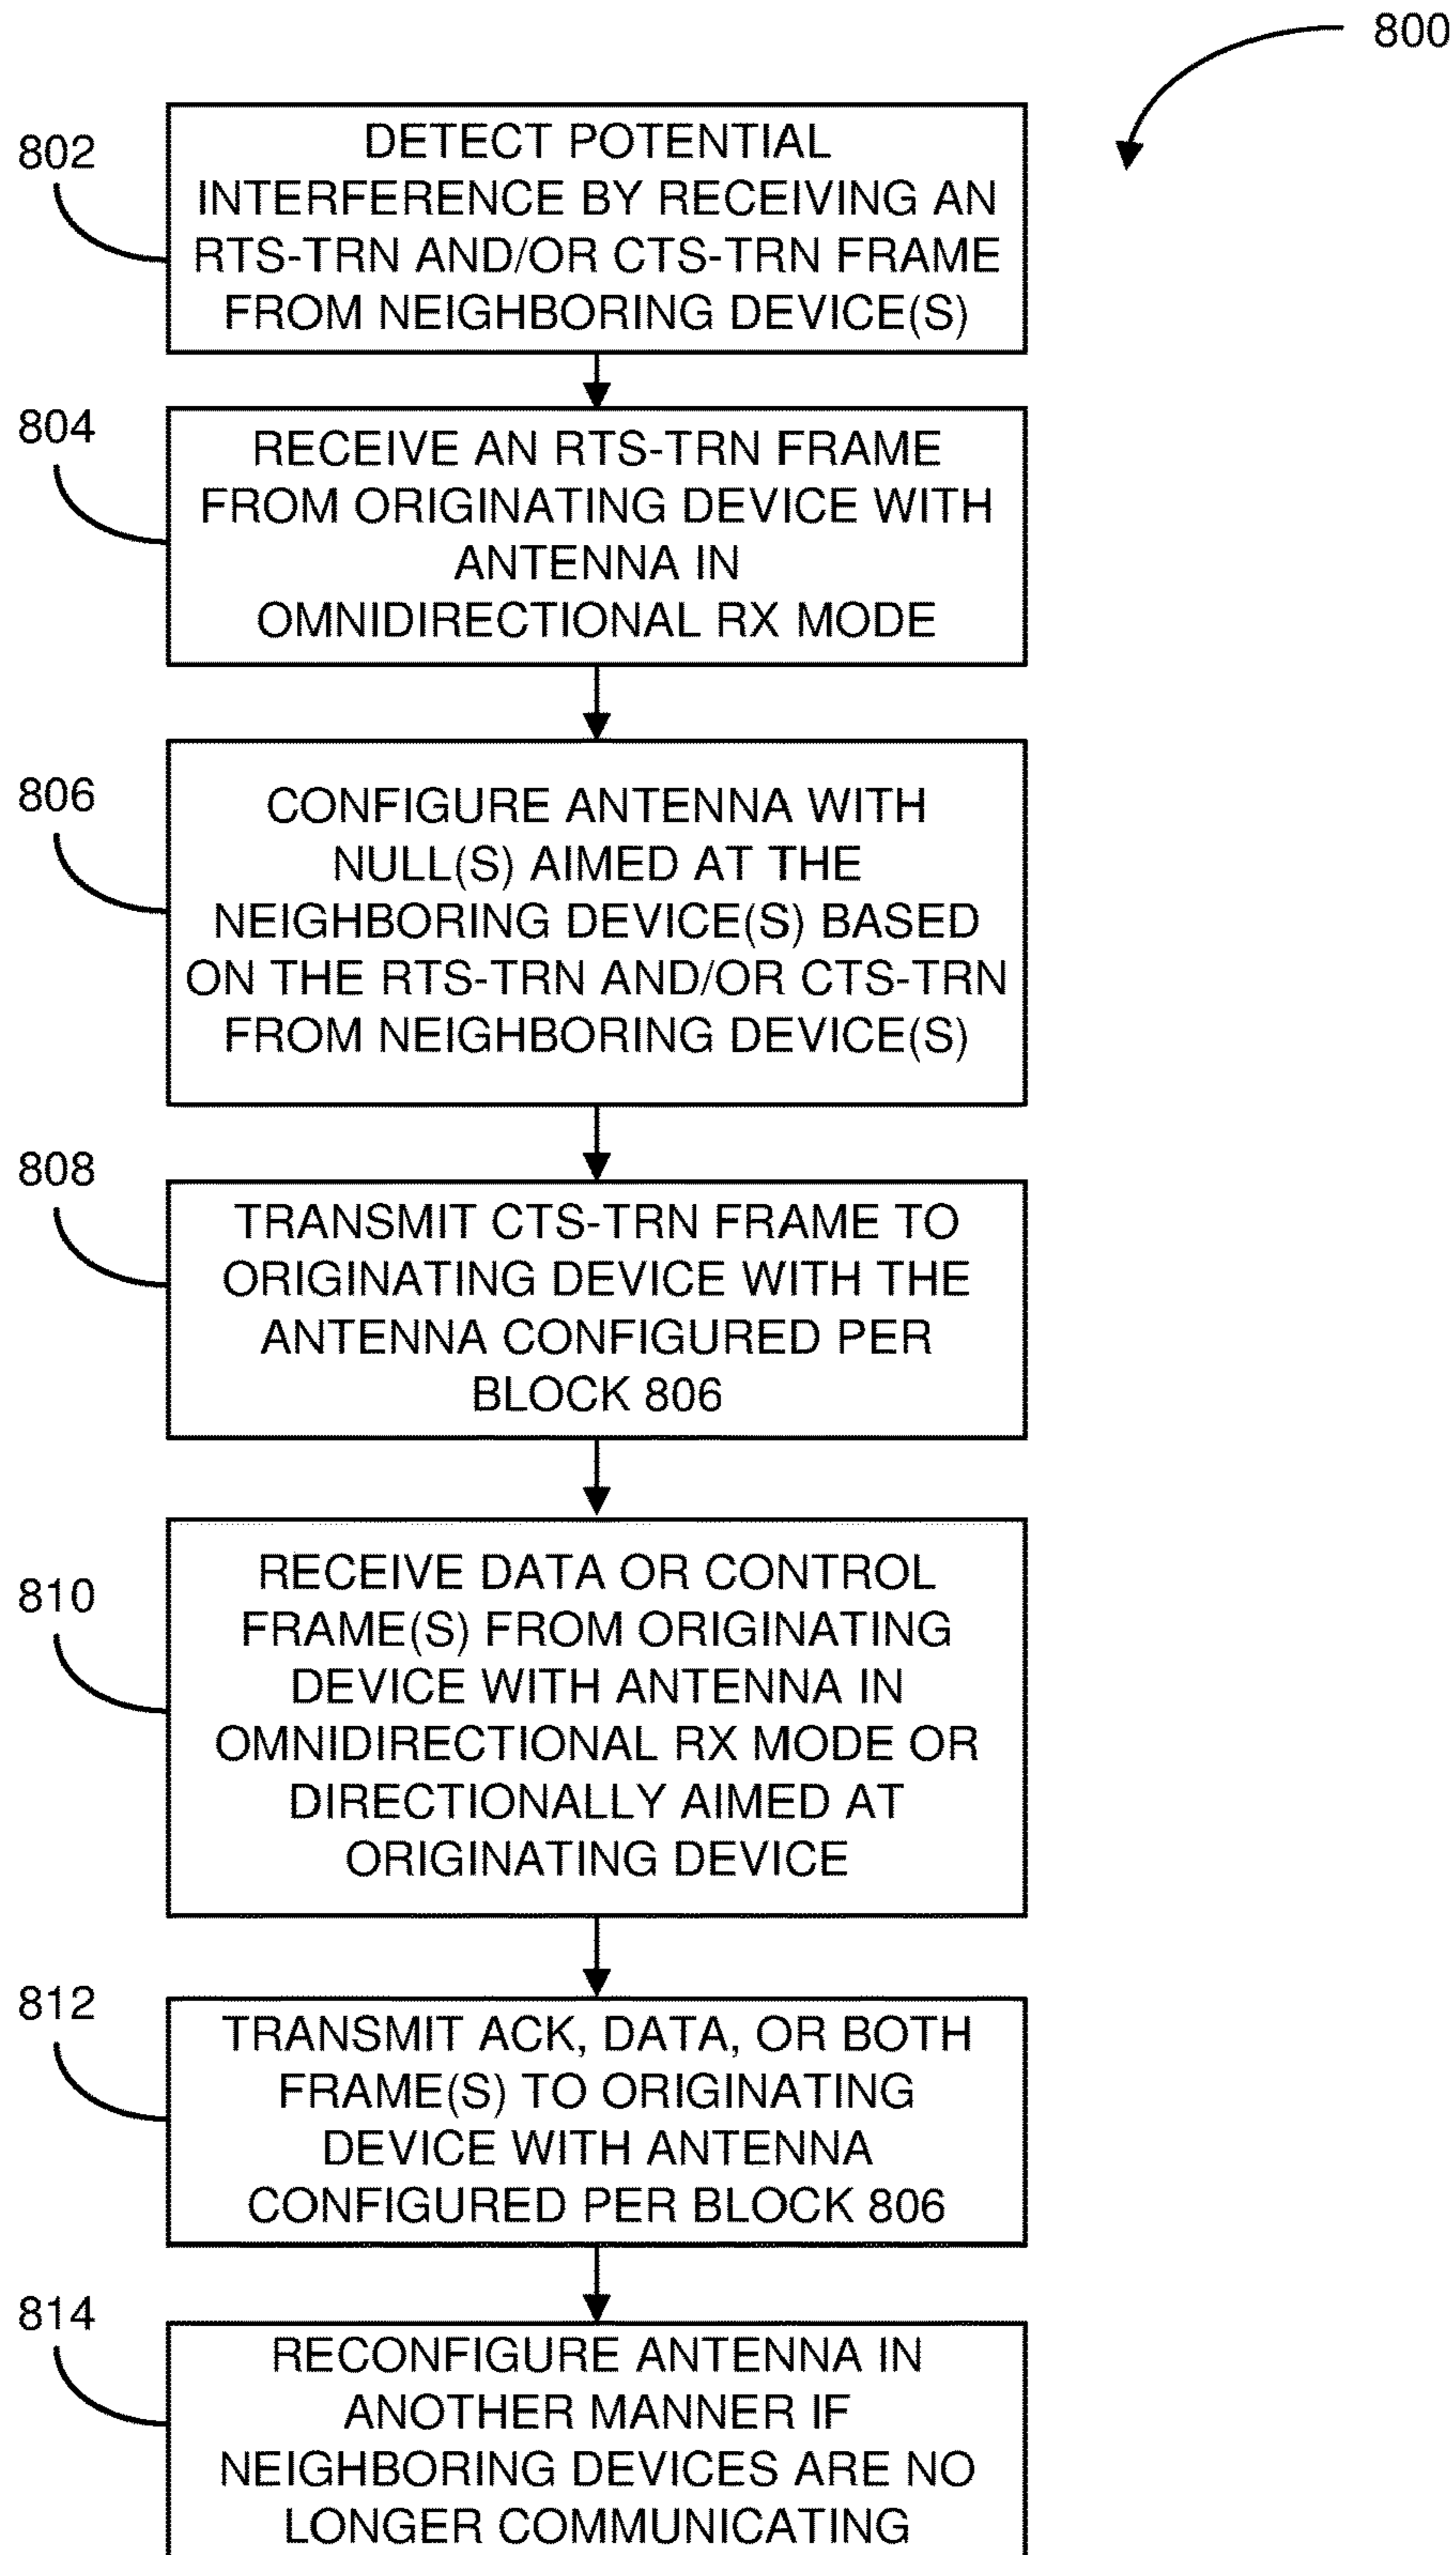 800
802
DETECT POTENTIAL
INTERFERENCE BY RECEIVING AN
RTS-TRN AND/OR CTS-TRN FRAME
FROM NEIGHBORING DEVICE(S)
804
RECEIVE AN RTS-TRN FRAME
FROM ORIGINATING DEVICE WITH
ANTENNA IN
OMNIDIRECTIONAL RX MODE
806
CONFIGURE ANTENNA WITH
NULL(S) AIMED AT THE
NEIGHBORING DEVICE(S) BASED
ON THE RTS-TRN AND/OR CTS-TRN
FROM NEIGHBORING DEVICE(S)
808
TRANSMIT CTS-TRN FRAME TO
ORIGINATING DEVICE WITH THE
ANTENNA CONFIGURED PER
BLOCK 806
810
RECEIVE DATA OR CONTROL
FRAME(S) FROM ORIGINATING
DEVICE WITH ANTENNA IN
OMNIDIRECTIONAL RX MODE OR
DIRECTIONALLY AIMED AT
ORIGINATING DEVICE
812
TRANSMIT ACK, DATA, OR BOTH
FRAME(S) TO ORIGINATING
DEVICE WITH ANTENNA
CONFIGURED PER BLOCK 806
814
RECONFIGURE ANTENNA IN
ANOTHER MANNER IF
NEIGHBORING DEVICES ARE NO
LONGER COMMUNICATING